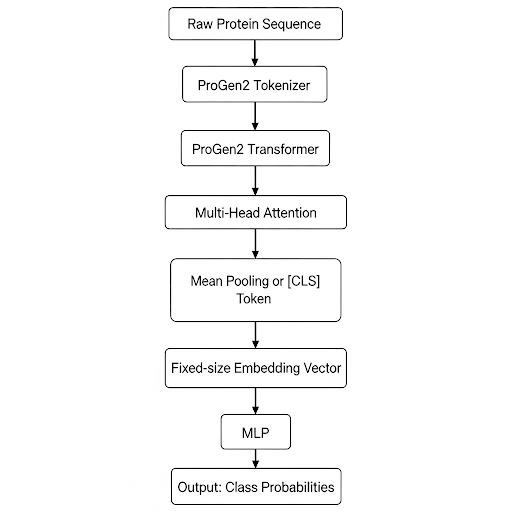 Raw Protein Sequence
ProGen2 Tokenizer
ProGen2 Transformer
Multi-Head Attention
Mean Pooling or [CLS]
Token
Fixed-size Embedding Vector
MLP
Output: Class Probabilities